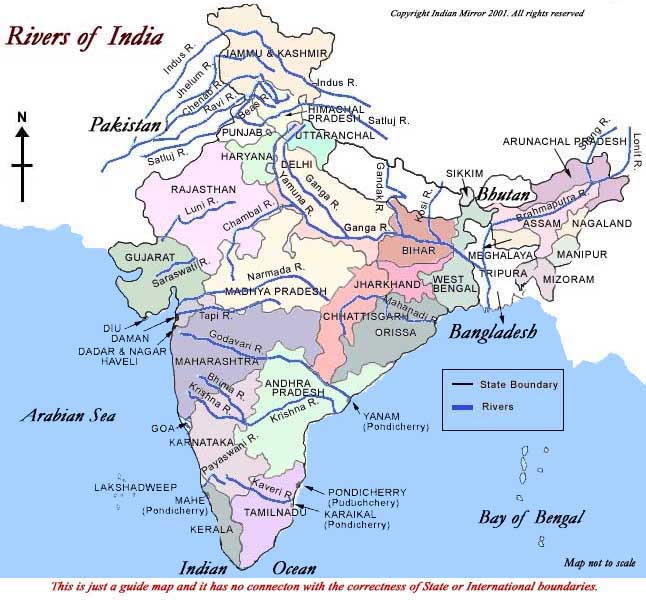 Copyright Indian Mirror 2001. All rights reserved
Rivers of India
JAMMU & KASHMIR
Indus R.
Jhelum R.
Chenab R.
Ravi R.
Beas R.
Indus R.
HIMACHAL
PRADESH
Satluj R.
N
Pakistan
PUNJAB
UTTARANCHAL
Satluj R.
HARYANA
DELHI
RAJASTHAN
Yamuna R.
Ganga R.
Gandak R.
Kosi R.
SIKKIM
Bhutan
ARUNACHAL PRADESH
Lohit R.
Luni R.
Chambal R.
Ganga R.
Brahmaputra R.
ASSAM
NAGALAND
BIHAR
MEGHALAYA
MANIPUR
GUJARAT
Saraswati R.
Narmada R.
MADHYA PRADESH
JHARKHAND
WEST
BENGAL
TRIPURA
MIZORAM
Tapi R.
CHHATTISGARH
Mahanadi R.
ORISSA
Bangladesh
DIU
DAMAN
DADAR & NAGAR
HAVELI
Godavari R.
MAHARASHTRA
ANDHRA
PRADESH
Bhima R.
Krishna R.
Krishna R.
YANAM
(Pondicherry)
State Boundary
Rivers
Arabian Sea
GOA
KARNATAKA
Payaswani R.
LAKSHADWEEP
MAHE
(Pondicherry)
Kaveri R.
PONDICHERRY
(Puduchchery)
TAMILNADU
KARAIKAL
(Pondicherry)
KERALA
Bay of Bengal
Indian Ocean
Map not to scale
This is just a guide map and it has no connecton with the correctness of State or International boundaries.